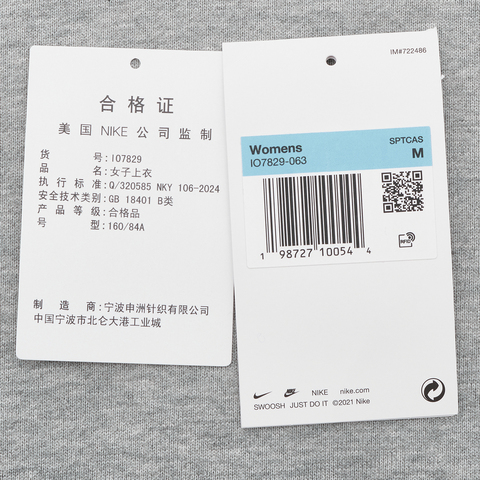 合格证
美国 NIKE 公司监制
货 号:IO7829
品 名:女子上衣
执行标准:Q/320585 NKY 106-2024
安全技术类别:GB 18401 B类
产品等级:合格品
号 型:160/84A
制 造 商:宁波申洲针织有限公司
中国宁波市北仑大港工业城
IM#722486
Womens SPTCAS
IO7829-063 M
1 98727 10054 4
RFID
NIKE nike.com
SWOOSH JUST DO IT ©2021 Nike